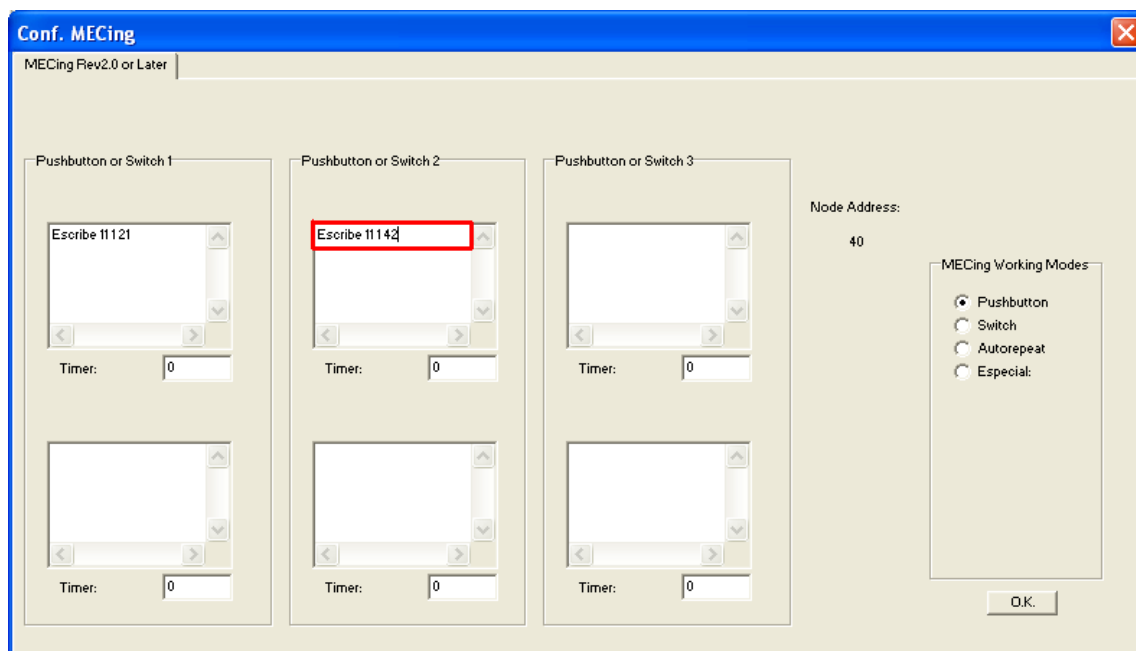 Conf. MECing
MECing Rev2.0 or Later
Pushbutton or Switch 1
Escribe 11121
Timer:
0
Timer:
0
Pushbutton or Switch 2
Escribe 11142
Timer:
0
Timer:
0
Pushbutton or Switch 3
Timer:
0
Timer:
0
Node Address:
40
MECing Working Modes
Pushbutton
Switch
Autorepeat
Especial:
O.K.